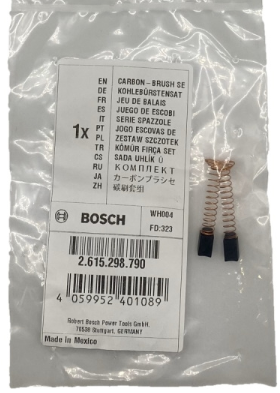 EN CARBON-BRUSH SE
DE KOHLEBÜRSTENSAT
FR JEU DE BALAIS
ES JUEGO DE ESCOBI
IT SERIE SPAZZOLE
1x PT JOGO ESCOVAS DE
PL ZESTAW SZCZOTEK
TR KÖMÜR FIRÇA SET
CS SADA UHLÍK Ů
RU КОМПЛЕКТ
JA カーボンブラシセ
ZH 碳刷套组
BOSCH WH004
FD:323
2.615.298.790
4 059952 401089
Robert Bosch Power Tools GmbH,
70538 Stuttgart, GERMANY
Made in Mexico